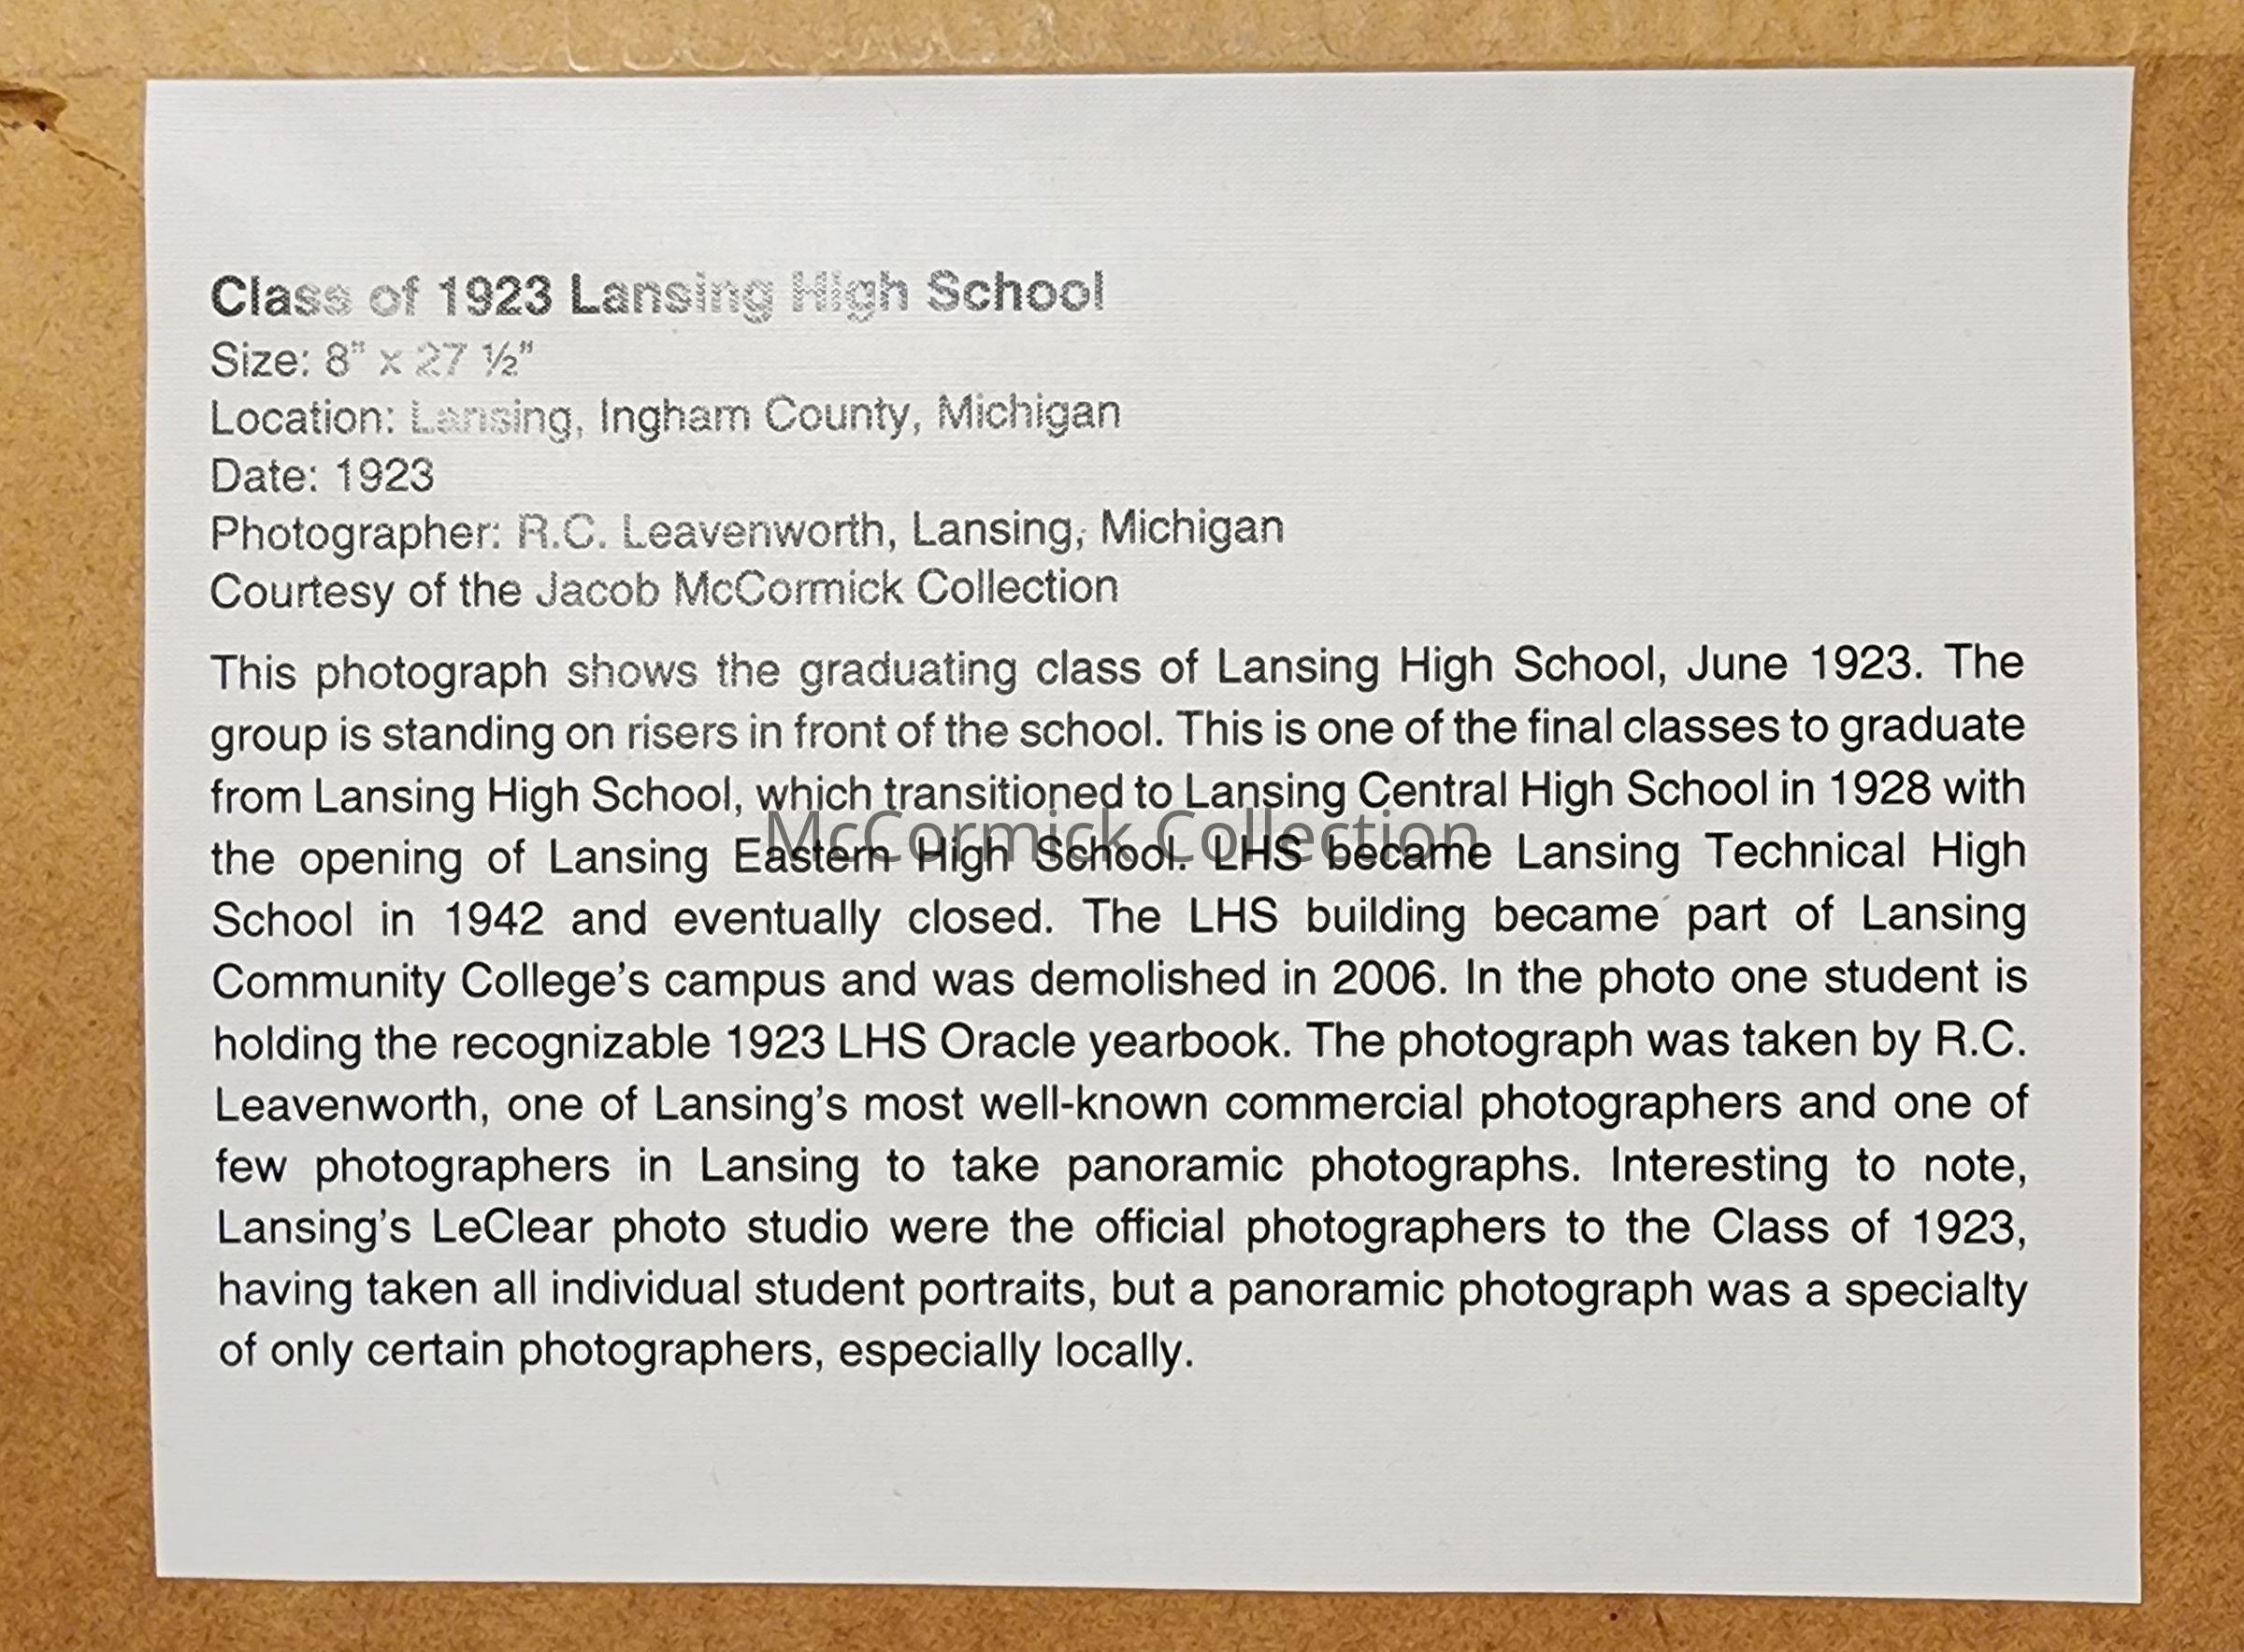 Class of 1923 Lansing High School
Size: 8" x 27 ½"
Location: Lansing, Ingham County, Michigan
Date: 1923
Photographer: R.C. Leavenworth, Lansing, Michigan
Courtesy of the Jacob McCormick Collection
This photograph shows the graduating class of Lansing High School, June 1923. The
group is standing on risers in front of the school. This is one of the final classes to graduate
from Lansing High School, which transitioned to Lansing Central High School in 1928 with
McCormick Collection
the opening of Lansing Eastern High School. LHS became Lansing Technical High
School in 1942 and eventually closed. The LHS building became part of Lansing
Community College's campus and was demolished in 2006. In the photo one student is
holding the recognizable 1923 LHS Oracle yearbook. The photograph was taken by R.C.
Leavenworth, one of Lansing's most well-known commercial photographers and one of
few photographers in Lansing to take panoramic photographs. Interesting to note,
Lansing's LeClear photo studio were the official photographers to the Class of 1923,
having taken all individual student portraits, but a panoramic photograph was a specialty
of only certain photographers, especially locally.